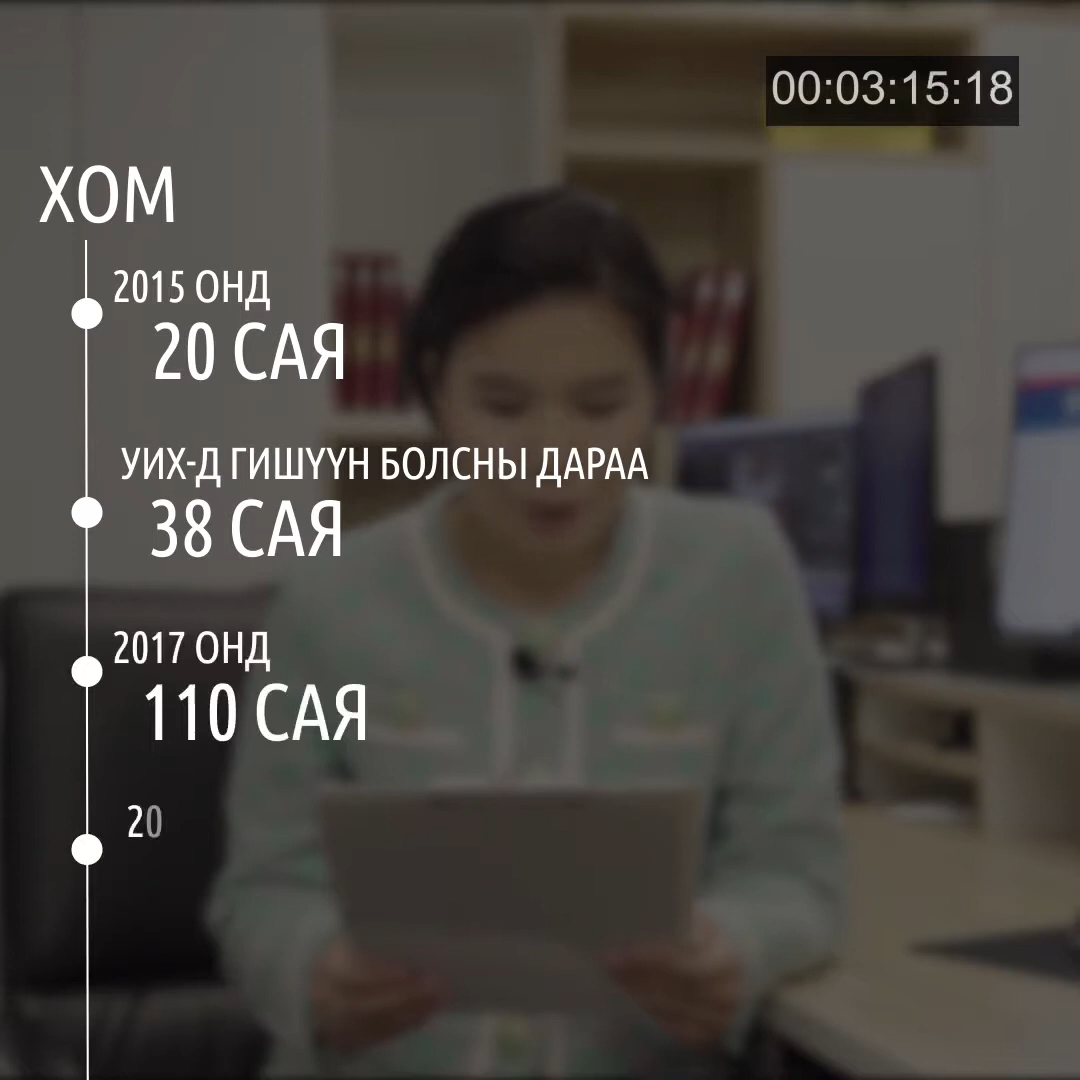 00:03:15:18
ХОМ
2015 ОНД
20 САЯ
УИХ-Д ГИШҮҮН БОЛСНЫ ДАРАА
38 САЯ
2017 ОНД
110 САЯ
20